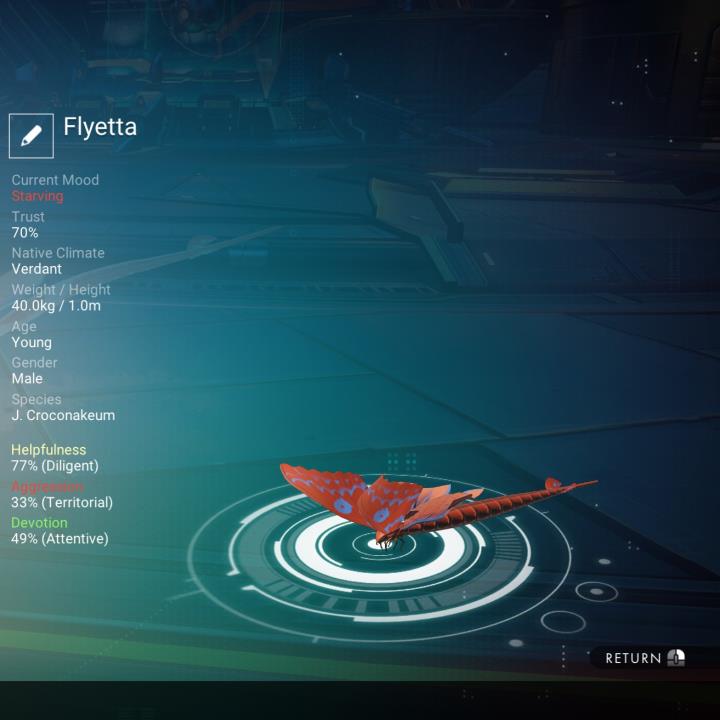 Flyetta
Current Mood
Starving
Trust
70%
Native Climate
Verdant
Weight / Height
40.0kg / 1.0m
Age
Young
Gender
Male
Species
J. Croconakeum
Helpfulness
77% (Diligent)
Aggression
33% (Territorial)
Devotion
49% (Attentive)
RETURN